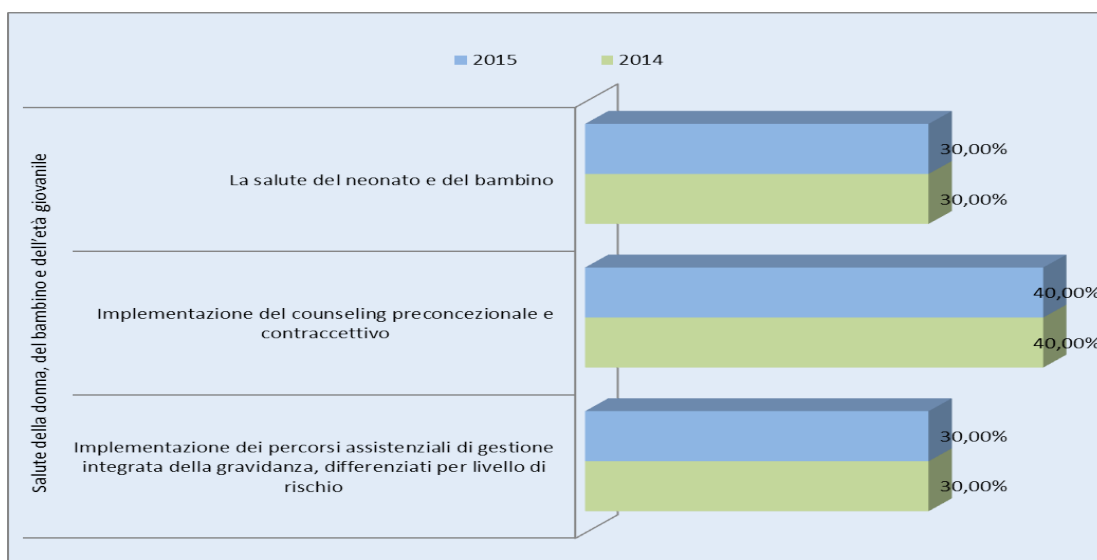 2015 2014
Salute della donna, del bambino e dell'età giovanile
La salute del neonato e del bambino
30,00%
30,00%
Implementazione del counseling preconcezionale e
contraccettivo
40,00%
40,00%
Implementazione dei percorsi assistenziali di gestione
integrata della gravidanza, differenziati per livello di
rischio
30,00%
30,00%